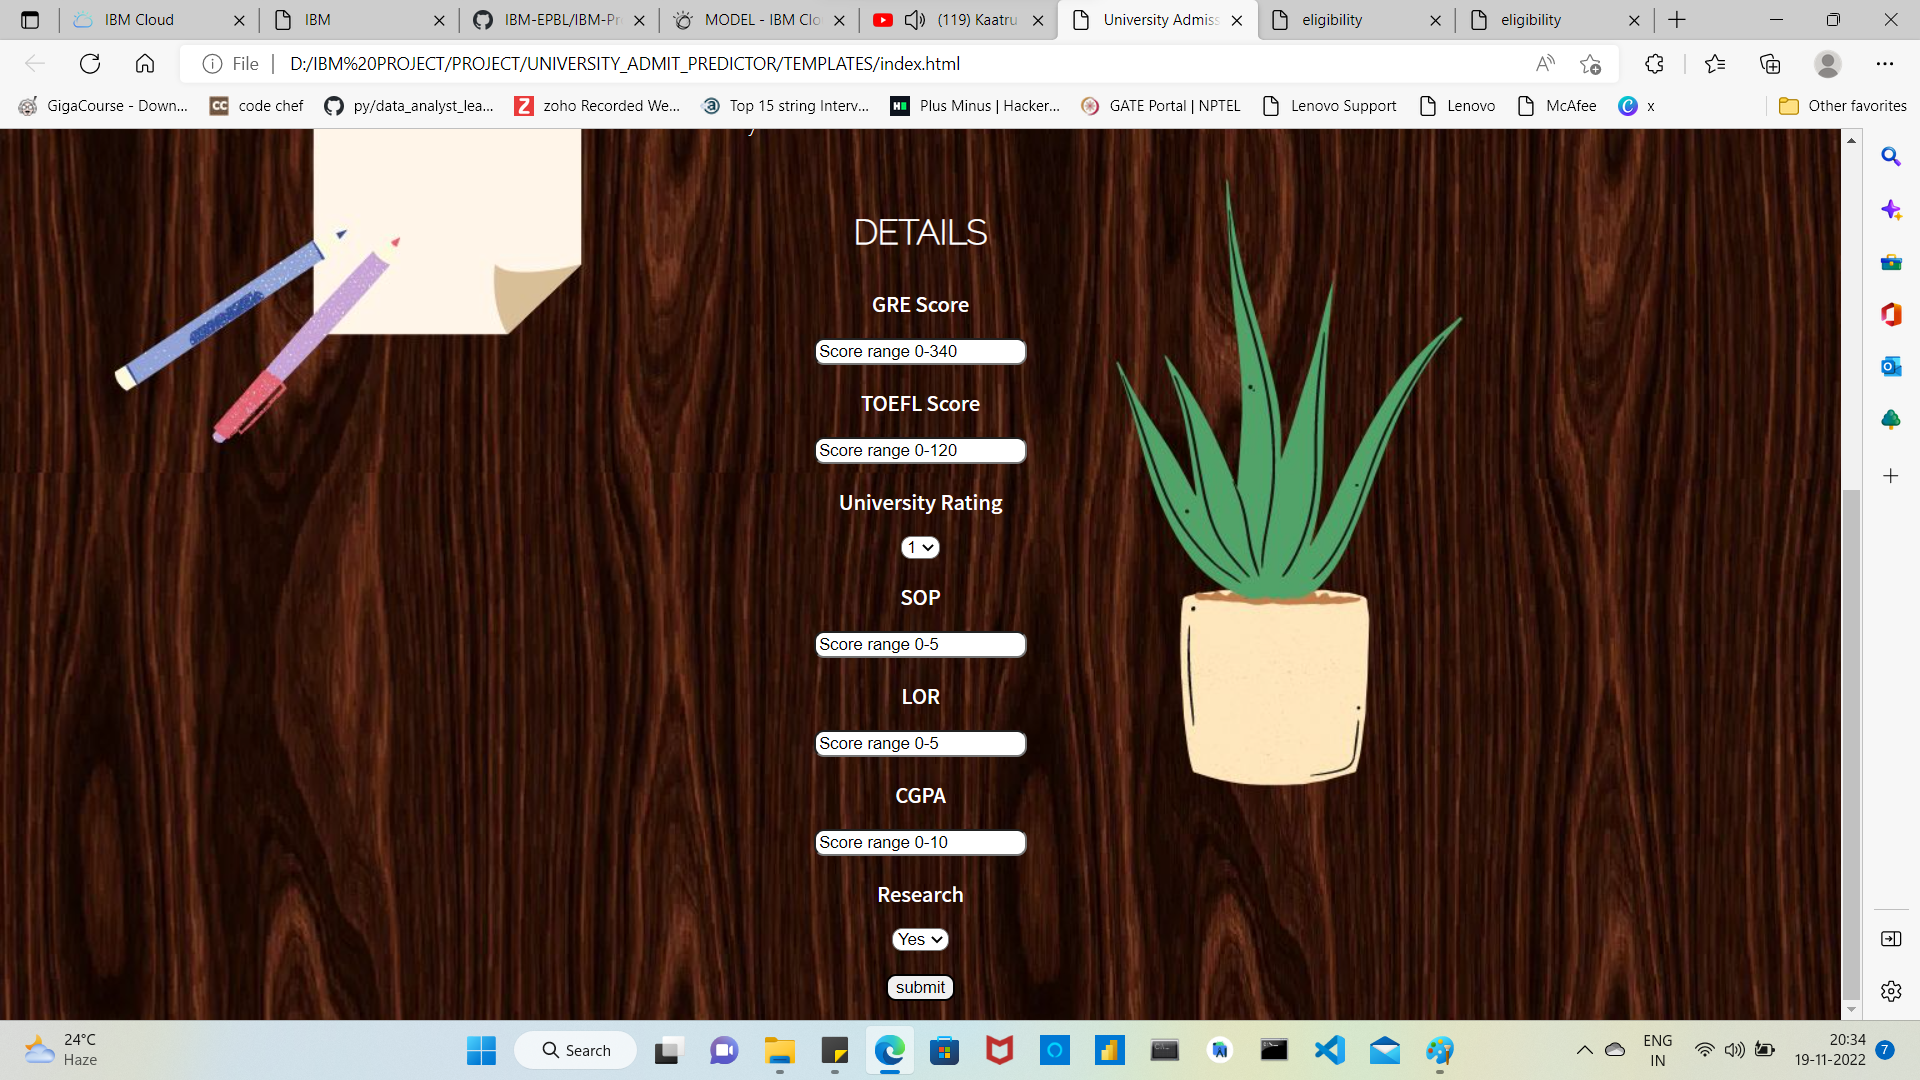 IBM Cloud
IBM
IBM-EPBL/IBM-Pr
MODEL - IBM Clo
(119) Kaatru
University Admiss
eligibility
eligibility
File
D:/IBM%20PROJECT/PROJECT/UNIVERSITY_ADMIT_PREDICTOR/TEMPLATES/index.html
GigaCourse - Down...
code chef
py/data_analyst_lea...
zoho Recorded We...
Top 15 string Interv...
Plus Minus | Hacker...
GATE Portal | NPTEL
Lenovo Support
Lenovo
McAfee
x
Other favorites
DETAILS
GRE Score
Score range 0-340
TOEFL Score
Score range 0-120
University Rating
1
SOP
Score range 0-5
LOR
Score range 0-5
CGPA
Score range 0-10
Research
Yes
submit
24°C
Haze
Search
ENG
IN
20:34
19-11-2022
7